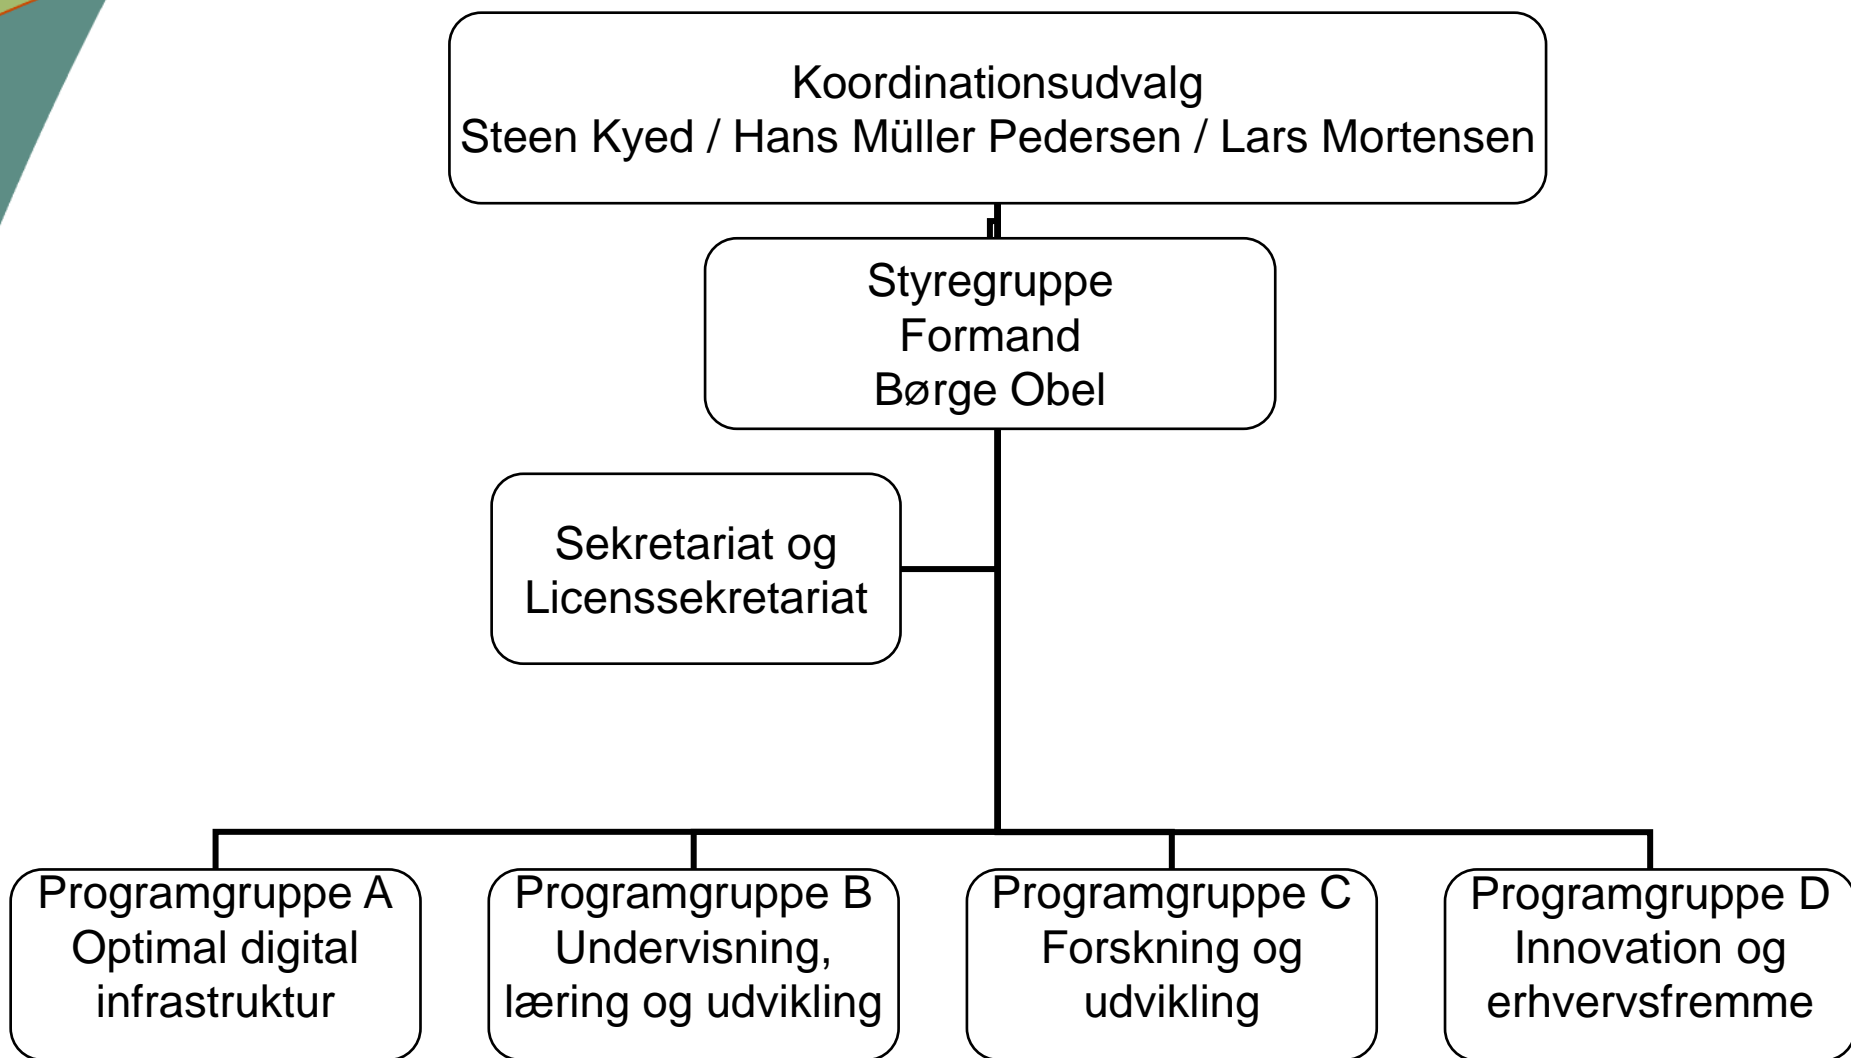 Koordinationsudvalg
Steen Kyed / Hans Müller Pedersen / Lars Mortensen
Styregruppe
Formand
Børge Obel
Sekretariat og
Licenssekretariat
Programgruppe A
Optimal digital
infrastruktur
Programgruppe B
Undervisning,
læring og udvikling
Programgruppe C
Forskning og
udvikling
Programgruppe D
Innovation og
erhvervsfremme